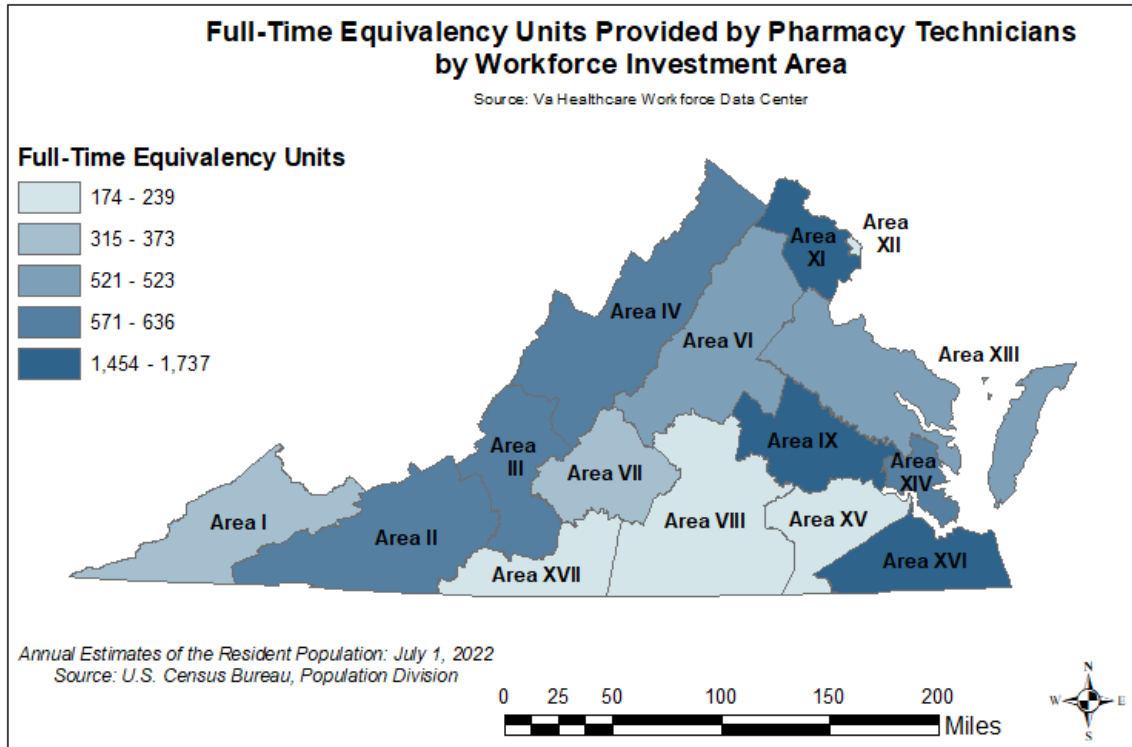 Full-Time Equivalency Units Provided by Pharmacy Technicians
by Workforce Investment Area
Source: Va Healthcare Workforce Data Center
Full-Time Equivalency Units
174 - 239
315 - 373
521 - 523
571 - 636
1,454 - 1,737
Area
XI
Area
XII
Area IV
Area VI
Area XIII
Area
III
Area IX
Area VII
Area
XIV
Area I
Area II
Area VIII
Area XV
Area XVII
Area XVI
Annual Estimates of the Resident Population: July 1, 2022
Source: U.S. Census Bureau, Population Division
0 25 50 100 150 200
Miles
N
W E
S